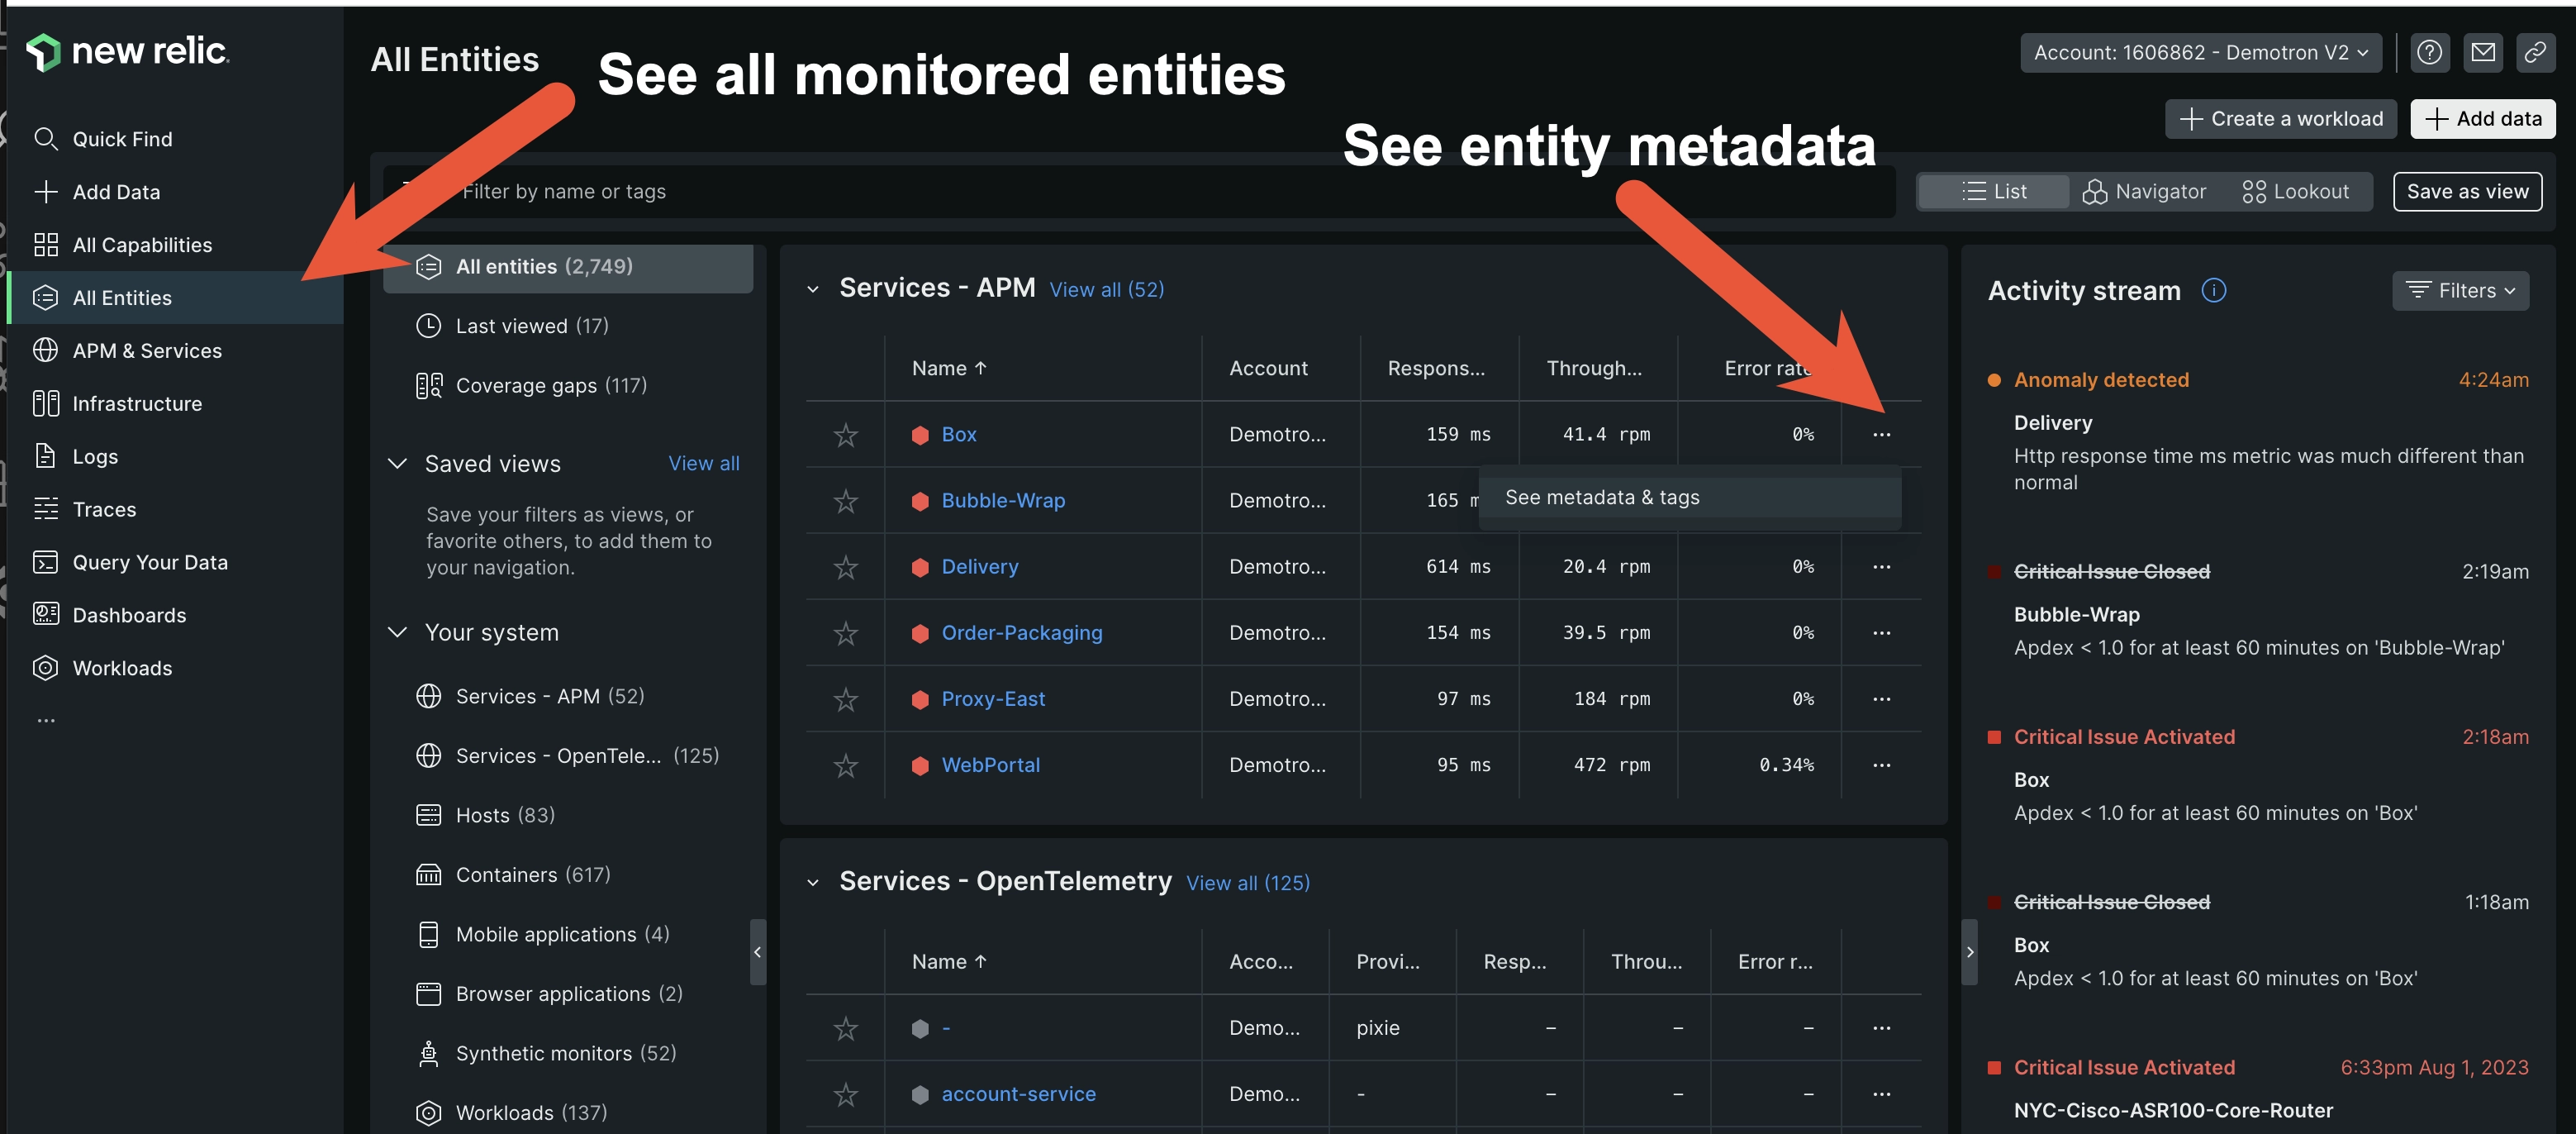 new relic.
Quick Find
Add Data
All Capabilities
All Entities
APM & Services
Infrastructure
Logs
Traces
Query Your Data
Dashboards
Workloads
...
All Entities
See all monitored entities
See entity metadata
Account: 1606862 - Demotron V2
Create a workload
Add data
Filter by name or tags
List
Navigator
Lookout
Save as view
All entities (2,749)
Last viewed (17)
Coverage gaps (117)
Saved views View all
Save your filters as views, or
favorite others, to add them to
your navigation.
Your system
Services - APM (52)
Services - OpenTele... (125)
Hosts (83)
Containers (617)
Mobile applications (4)
Browser applications (2)
Synthetic monitors (52)
Workloads (137)
Services - APM View all (52)
Name ↑ Account Respons... Through... Error rate
Box Demotro... 159 ms 41.4 rpm 0% ...
Bubble-Wrap Demotro... 165 m
See metadata & tags
Delivery Demotro... 614 ms 20.4 rpm 0% ...
Order-Packaging Demotro... 154 ms 39.5 rpm 0% ...
Proxy-East Demotro... 97 ms 184 rpm 0% ...
WebPortal Demotro... 95 ms 472 rpm 0.34% ...
Services - OpenTelemetry View all (125)
Name ↑ Acco... Provi... Resp... Throu... Error r...
- Demo... pixie – – – ...
account-service Demo... - – – – ...
Activity stream
Filters
Anomaly detected 4:24am
Delivery
Http response time ms metric was much different than
normal
Critical Issue Closed 2:19am
Bubble-Wrap
Apdex < 1.0 for at least 60 minutes on 'Bubble-Wrap'
Critical Issue Activated 2:18am
Box
Apdex < 1.0 for at least 60 minutes on 'Box'
Critical Issue Closed 1:18am
Box
Apdex < 1.0 for at least 60 minutes on 'Box'
Critical Issue Activated 6:33pm Aug 1, 2023
NYC-Cisco-ASR100-Core-Router